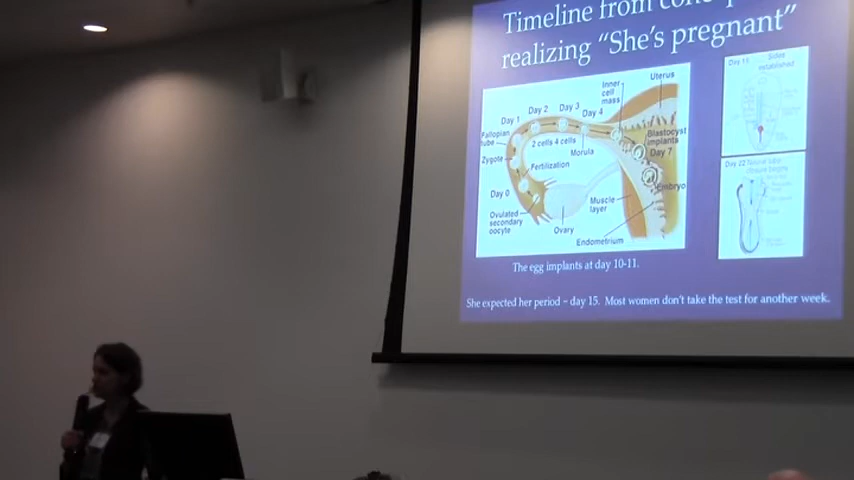 Timeline from
realizing "She's pregnant"
Inner
cell
mass
Uterus
Day 1
Day 2
Day 3
Day 4
Fallopian
tube
2 cells 4 cells
Morula
Blastocyst
implants
Day 7
Zygote
Fertilization
Day 0
Embryo
Ovulated
secondary
oocyte
Ovary
Muscle
layer
Endometrium
Sides
established
Day 22 Neural tube
closure begins
The egg implants at day 10-11.
She expected her period – day 15. Most women don't take the test for another week.